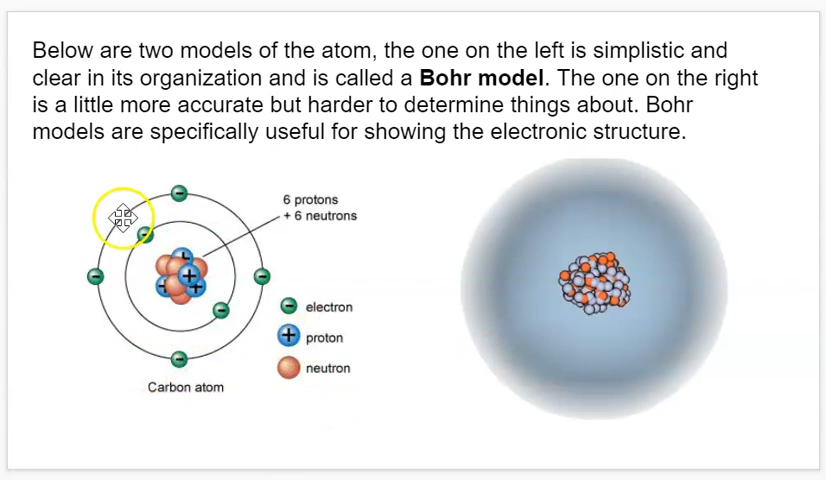 Below are two models of the atom, the one on the left is simplistic and
clear in its organization and is called a Bohr model. The one on the right
is a little more accurate but harder to determine things about. Bohr
models are specifically useful for showing the electronic structure.
6 protons
+ 6 neutrons
electron
proton
neutron
Carbon atom